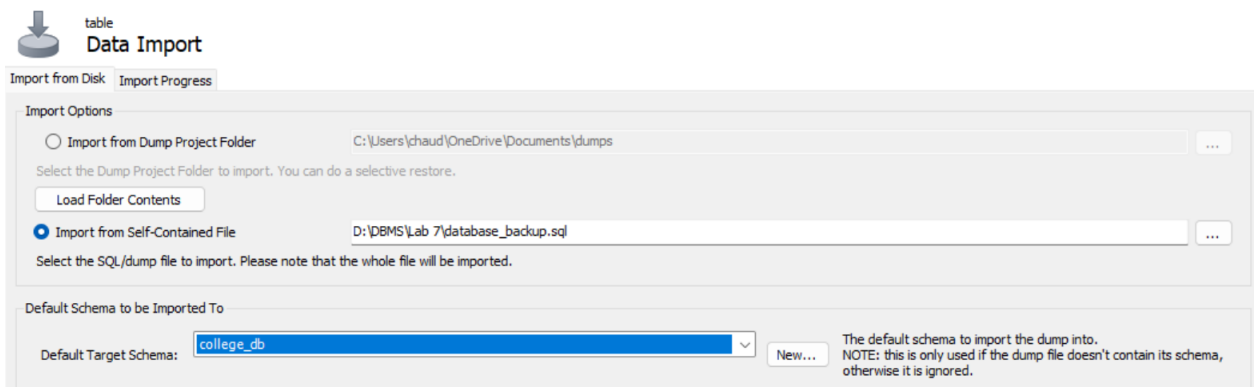 table
Data Import
Import from Disk Import Progress
Import Options
Import from Dump Project Folder C:\Users\chaud\OneDrive\Documents\dumps ...
Select the Dump Project Folder to import. You can do a selective restore.
Load Folder Contents
Import from Self-Contained File D:\DBMS\Lab 7\database_backup.sql ...
Select the SQL/dump file to import. Please note that the whole file will be imported.
Default Schema to be Imported To
Default Target Schema: college_db New...
The default schema to import the dump into.
NOTE: this is only used if the dump file doesn't contain its schema,
otherwise it is ignored.